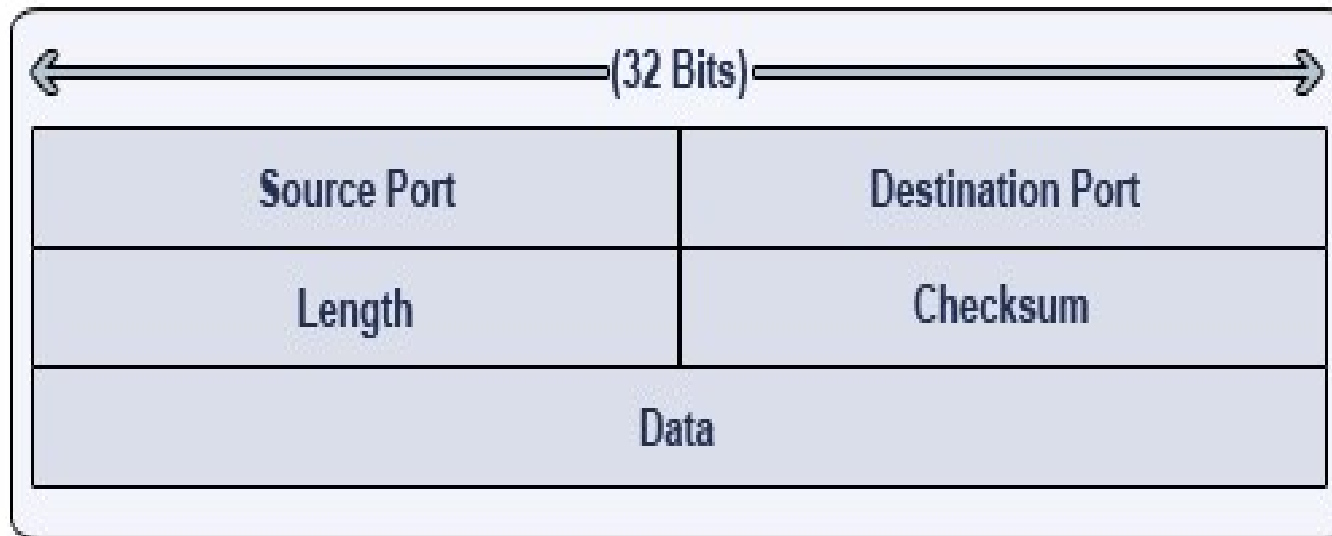 (32 Bits)
Source Port
Destination Port
Length
Checksum
Data